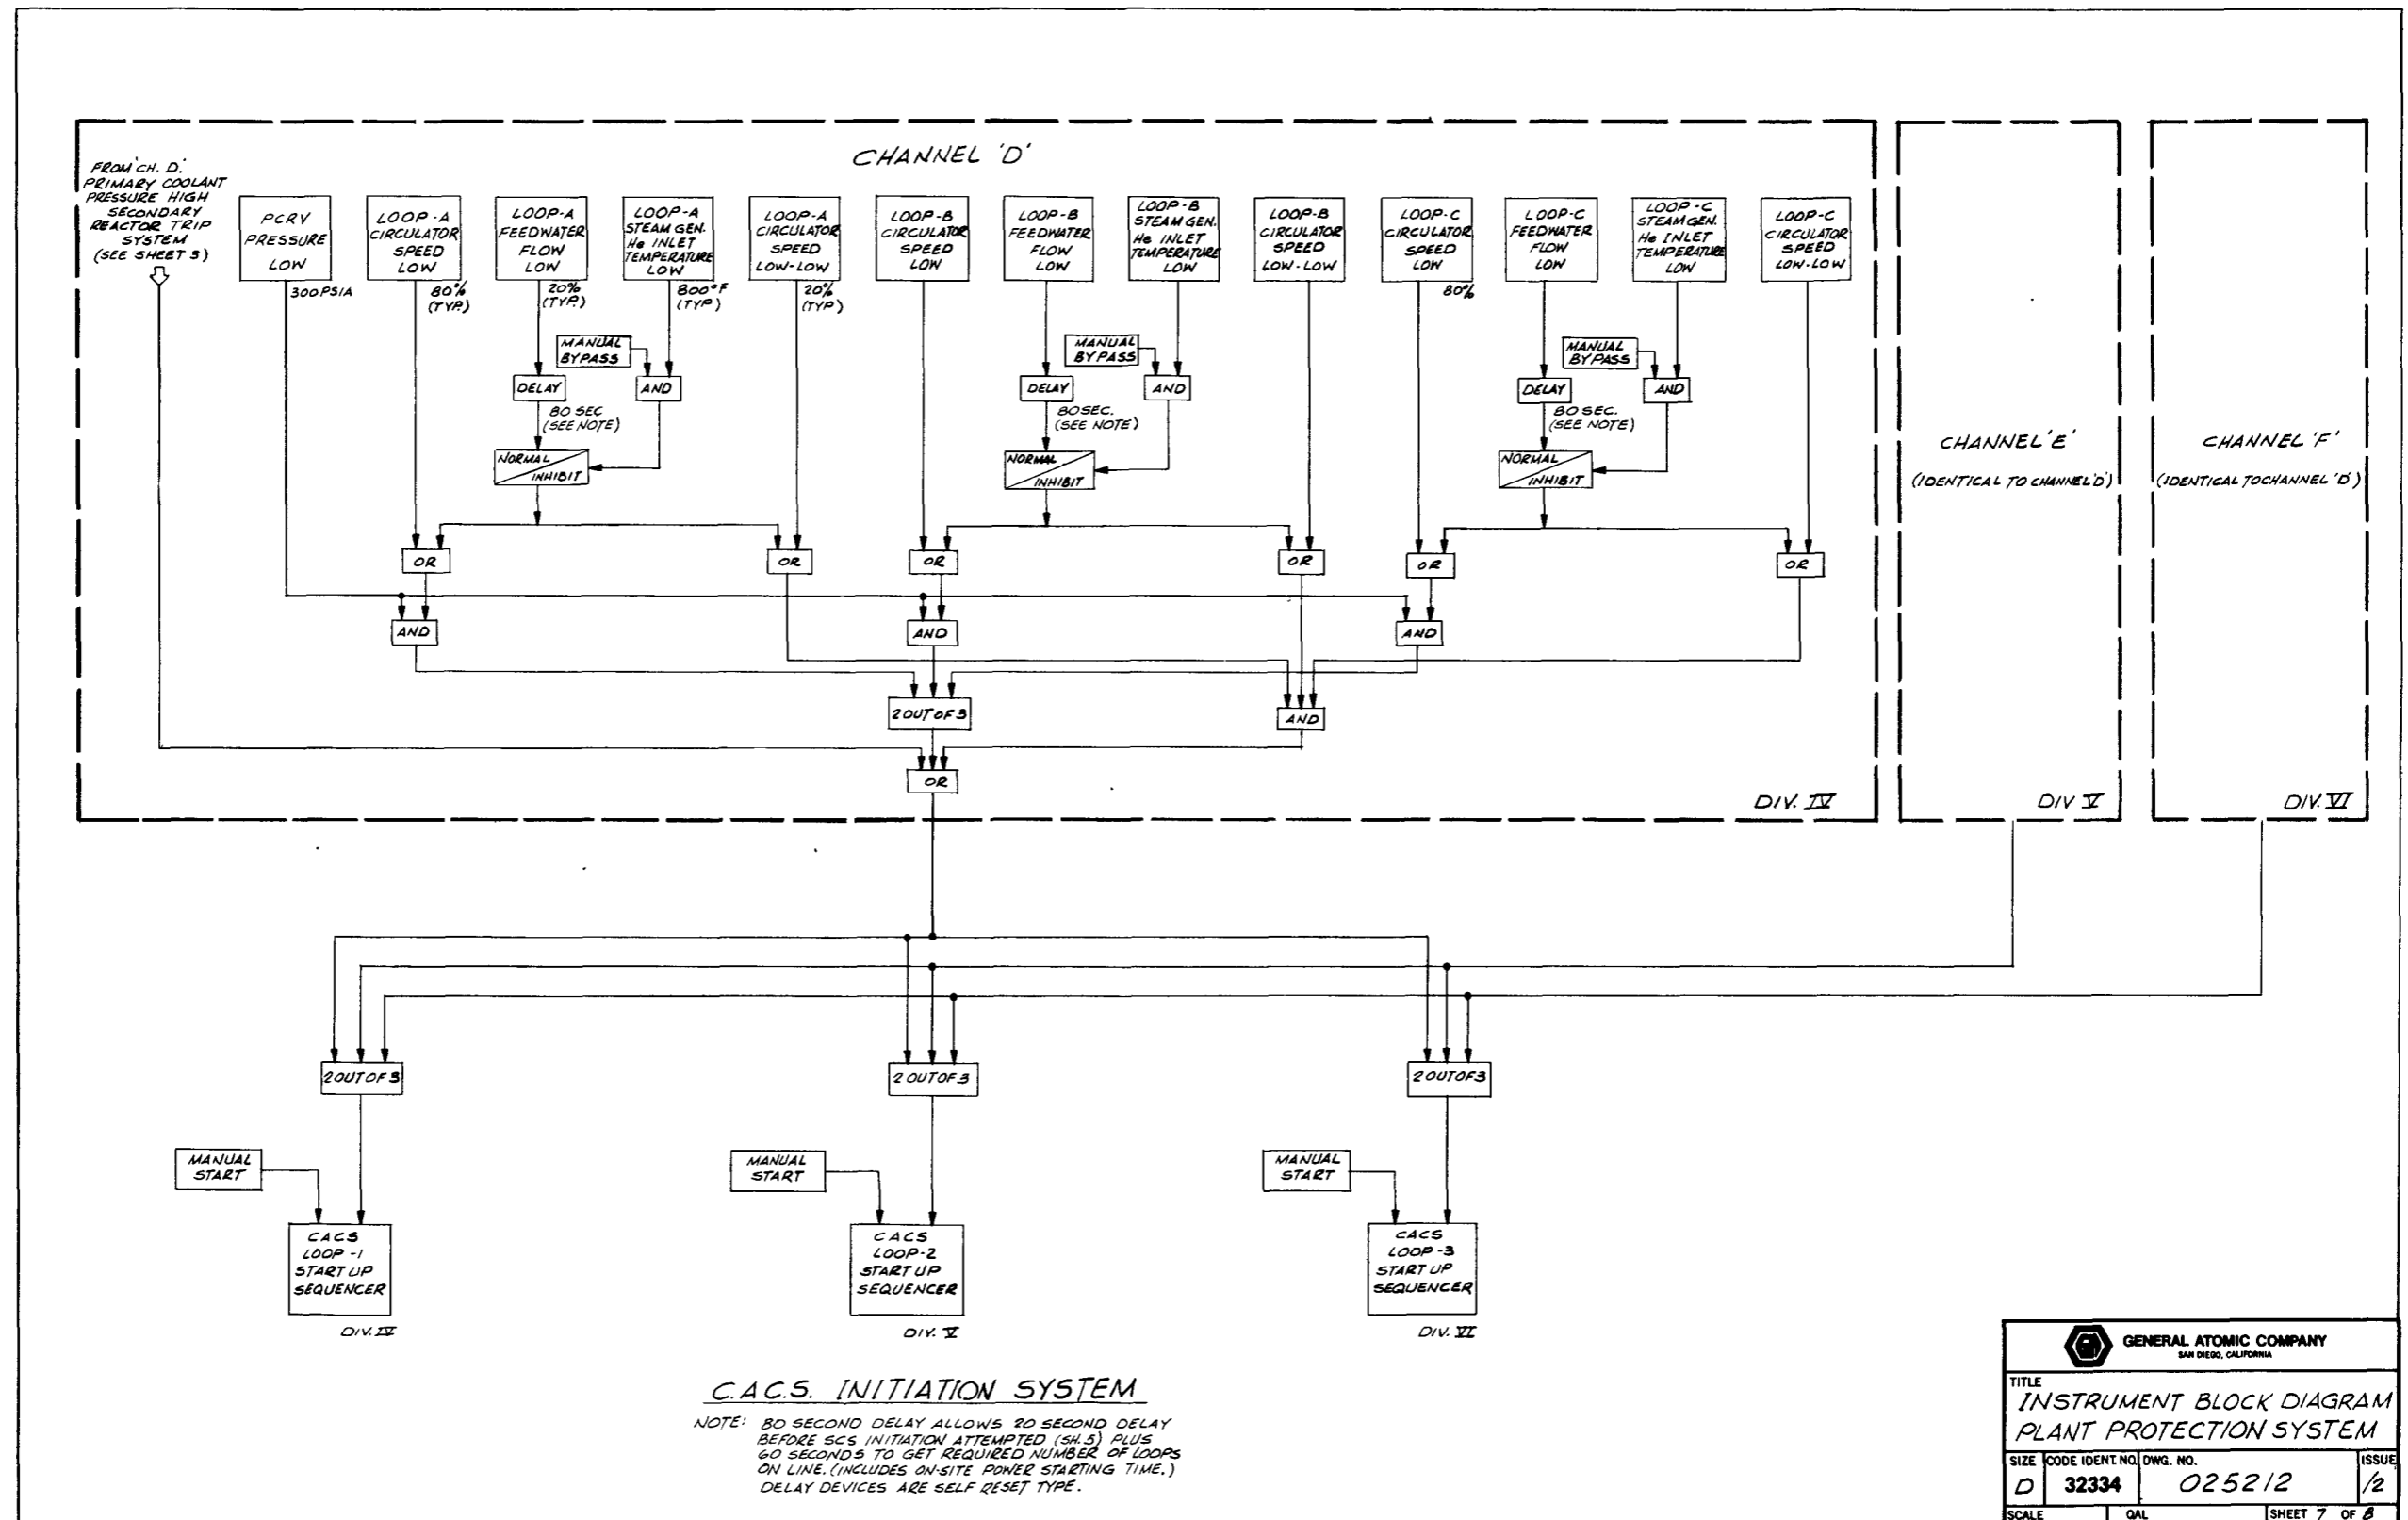 CHANNEL 'D'
FROM CH. D.
PRIMARY COOLANT
PRESSURE HIGH
SECONDARY
REACTOR TRIP
SYSTEM
(SEE SHEET 3)
PCRV
PRESSURE
LOW
300 PSIA
LOOP-A
CIRCULATOR
SPEED
LOW
80%
(TYP.)
LOOP-A
FEEDWATER
FLOW
LOW
20%
(TYP.)
LOOP-A
STEAM GEN.
He INLET
TEMPERATURE
LOW
800°F
(TYP)
LOOP-A
CIRCULATOR
SPEED
LOW-LOW
20%
(TYP)
LOOP-B
CIRCULATOR
SPEED
LOW
LOOP-B
FEEDWATER
FLOW
LOW
LOOP-B
STEAM GEN.
He INLET
TEMPERATURE
LOW
LOOP-B
CIRCULATOR
SPEED
LOW-LOW
LOOP-C
CIRCULATOR
SPEED
LOW
80%
LOOP-C
FEEDWATER
FLOW
LOW
LOOP-C
STEAM GEN.
He INLET
TEMPERATURE
LOW
LOOP-C
CIRCULATOR
SPEED
LOW-LOW
MANUAL
BYPASS
DELAY
AND
80 SEC
(SEE NOTE)
NORMAL
INHIBIT
MANUAL
BYPASS
DELAY
AND
80 SEC.
(SEE NOTE)
NORMAL
INHIBIT
MANUAL
BYPASS
DELAY
AND
80 SEC.
(SEE NOTE)
NORMAL
INHIBIT
OR
OR
OR
OR
OR
OR
AND
AND
AND
2 OUT OF 3
AND
OR
DIV. IV
CHANNEL 'E'
(IDENTICAL TO CHANNEL 'D')
DIV V
CHANNEL 'F'
(IDENTICAL TO CHANNEL 'D')
DIV. VI
2 OUT OF 3
2 OUT OF 3
2 OUT OF 3
MANUAL
START
MANUAL
START
MANUAL
START
CACS
LOOP-1
START UP
SEQUENCER
DIV. IV
CACS
LOOP-2
START UP
SEQUENCER
DIV. V
CACS
LOOP-3
START UP
SEQUENCER
DIV. VI
C.A.C.S. INITIATION SYSTEM
NOTE: 80 SECOND DELAY ALLOWS 20 SECOND DELAY
BEFORE SCS INITIATION ATTEMPTED (SH.5) PLUS
60 SECONDS TO GET REQUIRED NUMBER OF LOOPS
ON LINE. (INCLUDES ON-SITE POWER STARTING TIME.)
DELAY DEVICES ARE SELF RESET TYPE.
GENERAL ATOMIC COMPANY
SAN DIEGO, CALIFORNIA
TITLE
INSTRUMENT BLOCK DIAGRAM
PLANT PROTECTION SYSTEM
SIZE CODE IDENT NO. DWG. NO. ISSUE
D 32334 025212 /2
SCALE QAL SHEET 7 OF 8